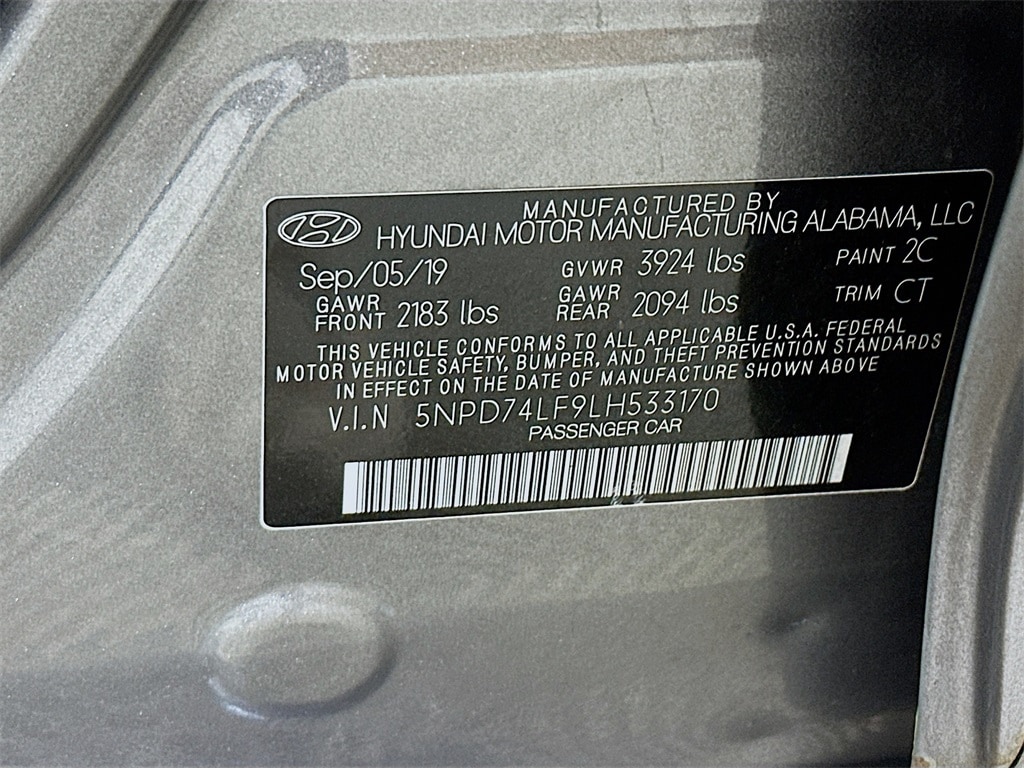 MANUFACTURED BY
HYUNDAI MOTOR MANUFACTURING ALABAMA, LLC
Sep/05/19 GVWR 3924 lbs PAINT 2C
GAWR FRONT 2183 lbs GAWR REAR 2094 lbs TRIM CT
THIS VEHICLE CONFORMS TO ALL APPLICABLE U.S.A. FEDERAL
MOTOR VEHICLE SAFETY, BUMPER, AND THEFT PREVENTION STANDARDS
IN EFFECT ON THE DATE OF MANUFACTURE SHOWN ABOVE
V.I.N 5NPD74LF9LH533170
PASSENGER CAR